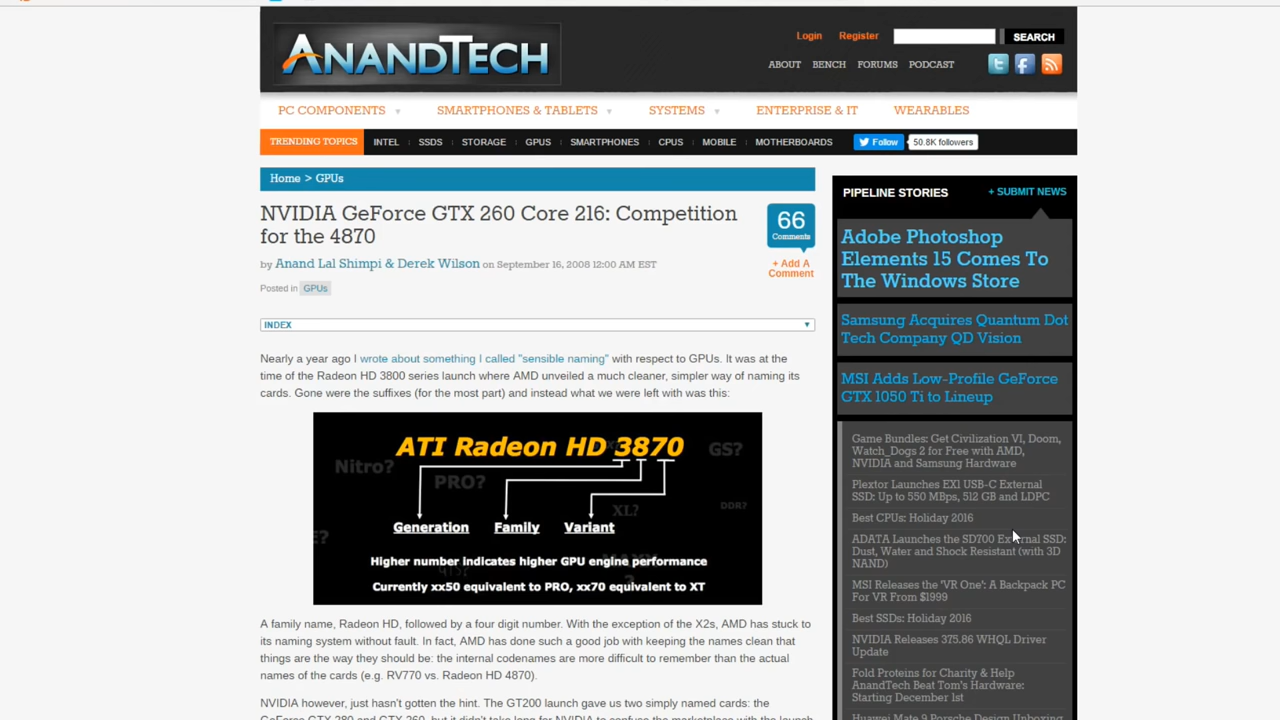 ANANDTECH
Login Register SEARCH
ABOUT BENCH FORUMS PODCAST
PC COMPONENTS SMARTPHONES & TABLETS SYSTEMS ENTERPRISE & IT WEARABLES
TRENDING TOPICS INTEL SSDS STORAGE GPUS SMARTPHONES CPUS MOBILE MOTHERBOARDS Follow 50.8K followers
Home > GPUs
NVIDIA GeForce GTX 260 Core 216: Competition
for the 4870
66
Comments
+ Add A
Comment
by Anand Lal Shimpi & Derek Wilson on September 16, 2008 12:00 AM EST
Posted in GPUs
INDEX
Nearly a year ago I wrote about something I called "sensible naming" with respect to GPUs. It was at the
time of the Radeon HD 3800 series launch where AMD unveiled a much cleaner, simpler way of naming its
cards. Gone were the suffixes (for the most part) and instead what we were left with was this:
ATI Radeon HD 3870
GS?
Nitro?
PRO?
XL?
DDR?
Generation Family Variant
Higher number indicates higher GPU engine performance
Currently xx50 equivalent to PRO, xx70 equivalent to XT
A family name, Radeon HD, followed by a four digit number. With the exception of the X2s, AMD has stuck to
its naming system without fault. In fact, AMD has done such a good job with keeping the names clean that
things are the way they should be: the internal codenames are more difficult to remember than the actual
names of the cards (e.g. RV770 vs. Radeon HD 4870).
NVIDIA however, just hasn't gotten the hint. The GT200 launch gave us two simply named cards: the
GeForce GTX 280 and GTX 260, but it didn't take long for NVIDIA to confuse the marketplace with the launch
PIPELINE STORIES + SUBMIT NEWS
Adobe Photoshop
Elements 15 Comes To
The Windows Store
Samsung Acquires Quantum Dot
Tech Company QD Vision
MSI Adds Low-Profile GeForce
GTX 1050 Ti to Lineup
Game Bundles: Get Civilization VI, Doom,
Watch_Dogs 2 for Free with AMD,
NVIDIA and Samsung Hardware
Plextor Launches EX1 USB-C External
SSD: Up to 550 MBps, 512 GB and LDPC
Best CPUs: Holiday 2016
ADATA Launches the SD700 External SSD:
Dust, Water and Shock Resistant (with 3D
NAND)
MSI Releases the 'VR One': A Backpack PC
For VR From $1999
Best SSDs: Holiday 2016
NVIDIA Releases 375.86 WHQL Driver
Update
Fold Proteins for Charity & Help
AnandTech Beat Tom's Hardware:
Starting December 1st
Huawei Mate 9 Porsche Design Unboxing